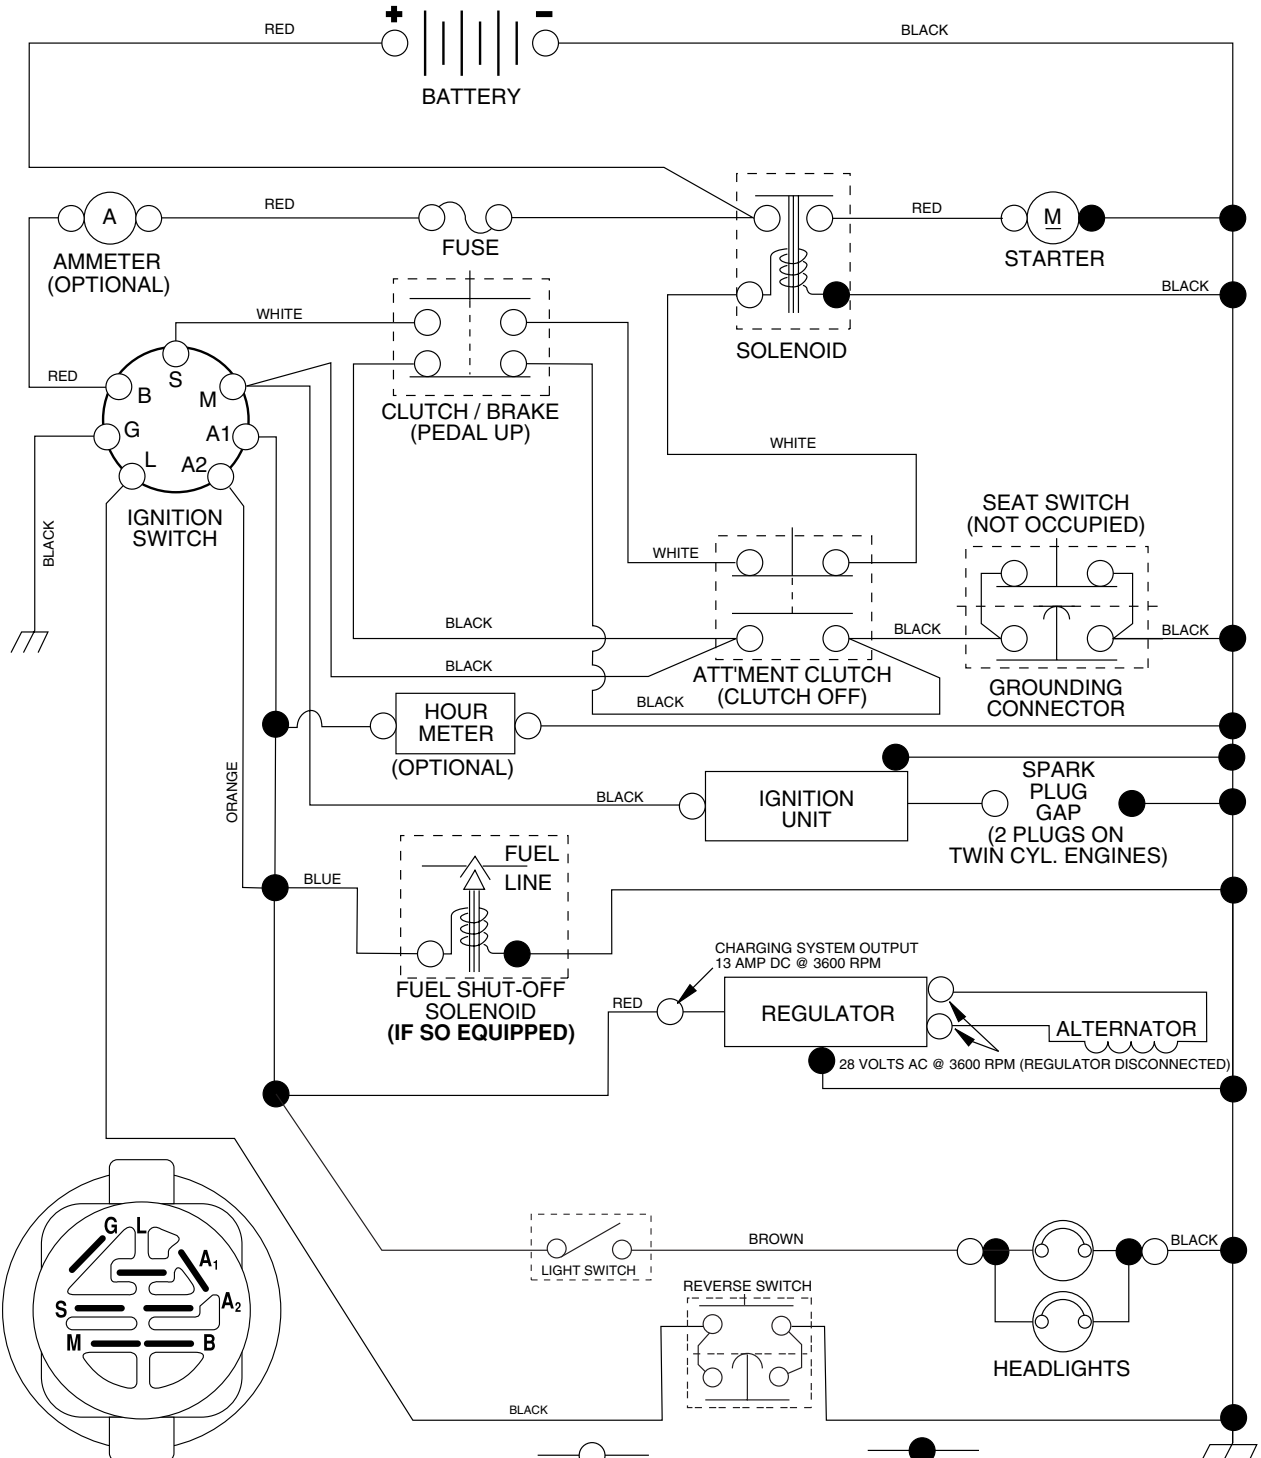 + −
RED
BLACK
BATTERY
A
RED
RED
M
AMMETER
(OPTIONAL)
FUSE
STARTER
BLACK
WHITE
SOLENOID
RED
S
B
M
G
A1
L
A2
CLUTCH / BRAKE
(PEDAL UP)
WHITE
IGNITION
SWITCH
BLACK
SEAT SWITCH
(NOT OCCUPIED)
WHITE
BLACK
BLACK
BLACK
BLACK
ATT'MENT CLUTCH
(CLUTCH OFF)
BLACK
GROUNDING
CONNECTOR
HOUR
METER
(OPTIONAL)
ORANGE
BLACK
IGNITION
UNIT
SPARK
PLUG
GAP
(2 PLUGS ON
TWIN CYL. ENGINES)
FUEL
LINE
BLUE
CHARGING SYSTEM OUTPUT
13 AMP DC @ 3600 RPM
FUEL SHUT-OFF
SOLENOID
(IF SO EQUIPPED)
RED
REGULATOR
ALTERNATOR
28 VOLTS AC @ 3600 RPM (REGULATOR DISCONNECTED)
G L
A1
S
A2
M
B
LIGHT SWITCH
BROWN
BLACK
REVERSE SWITCH
HEADLIGHTS
BLACK